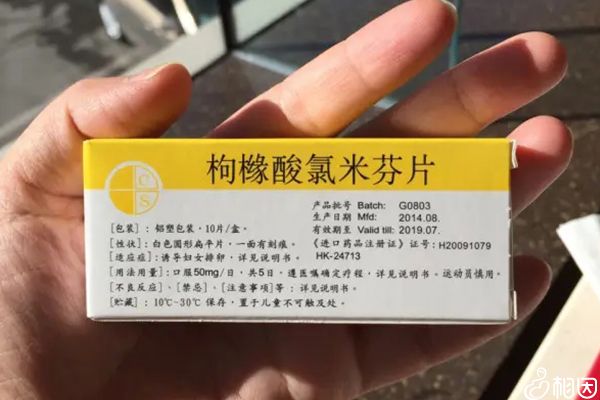 枸橼酸氯米芬片
C
S
产品批号 Batch: G0803
生产日期 Mfd: 2014.08.
有效期至 Valid till: 2019.07.
《进口药品注册证》证号: H20091079
HK-24713
[包装]: 铝塑包装·10片/盒。
[性状]: 白色圆形扁平片，一面有刻痕。
[适应症]: 诱导妇女排卵，详见说明书。
[用法用量]: 口服50mg/日，共5日，遵医嘱确定疗程，详见说明书。运动员慎用。
[不良反应]、[禁忌]、[注意事项]等：详见说明书。
[贮藏]: 10℃-30℃ 保存，置于儿童不可触及处。
相因